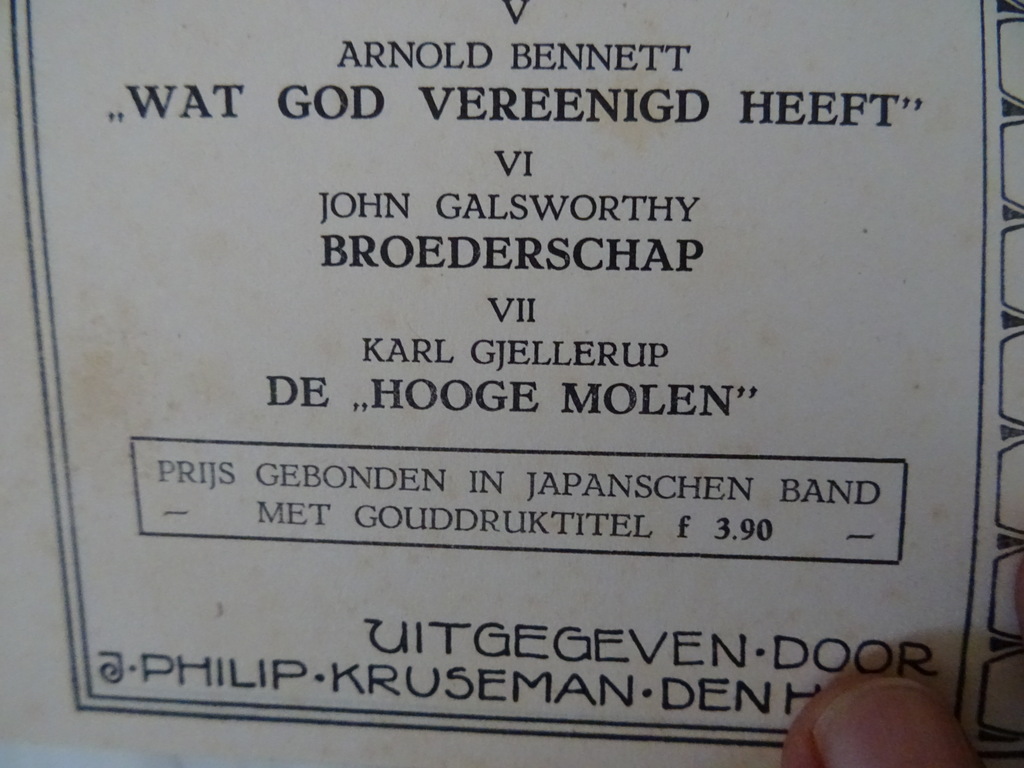 V
ARNOLD BENNETT
„WAT GOD VEREENIGD HEEFT”
VI
JOHN GALSWORTHY
BROEDERSCHAP
VII
KARL GJELLERUP
DE „HOOGE MOLEN”
PRIJS GEBONDEN IN JAPANSCHEN BAND
— MET GOUDDRUKTITEL f 3.90 —
UITGEGEVEN·DOOR
J·PHILIP·KRUSEMAN·DEN